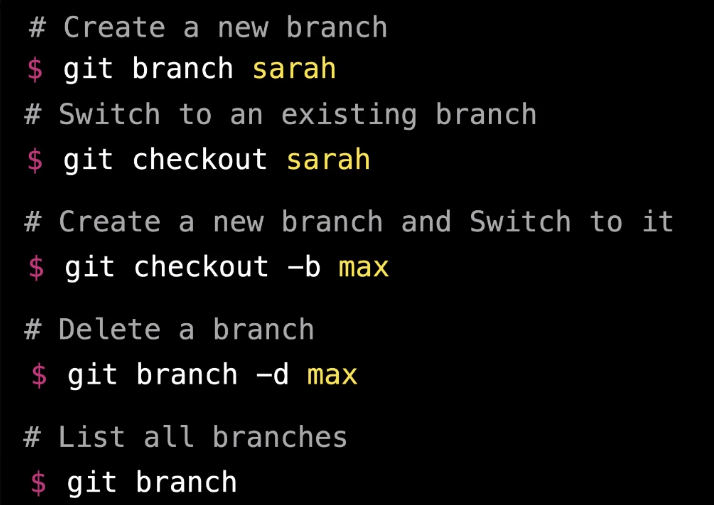 # Create a new branch
$ git branch sarah
# Switch to an existing branch
$ git checkout sarah
# Create a new branch and Switch to it
$ git checkout -b max
# Delete a branch
$ git branch -d max
# List all branches
$ git branch